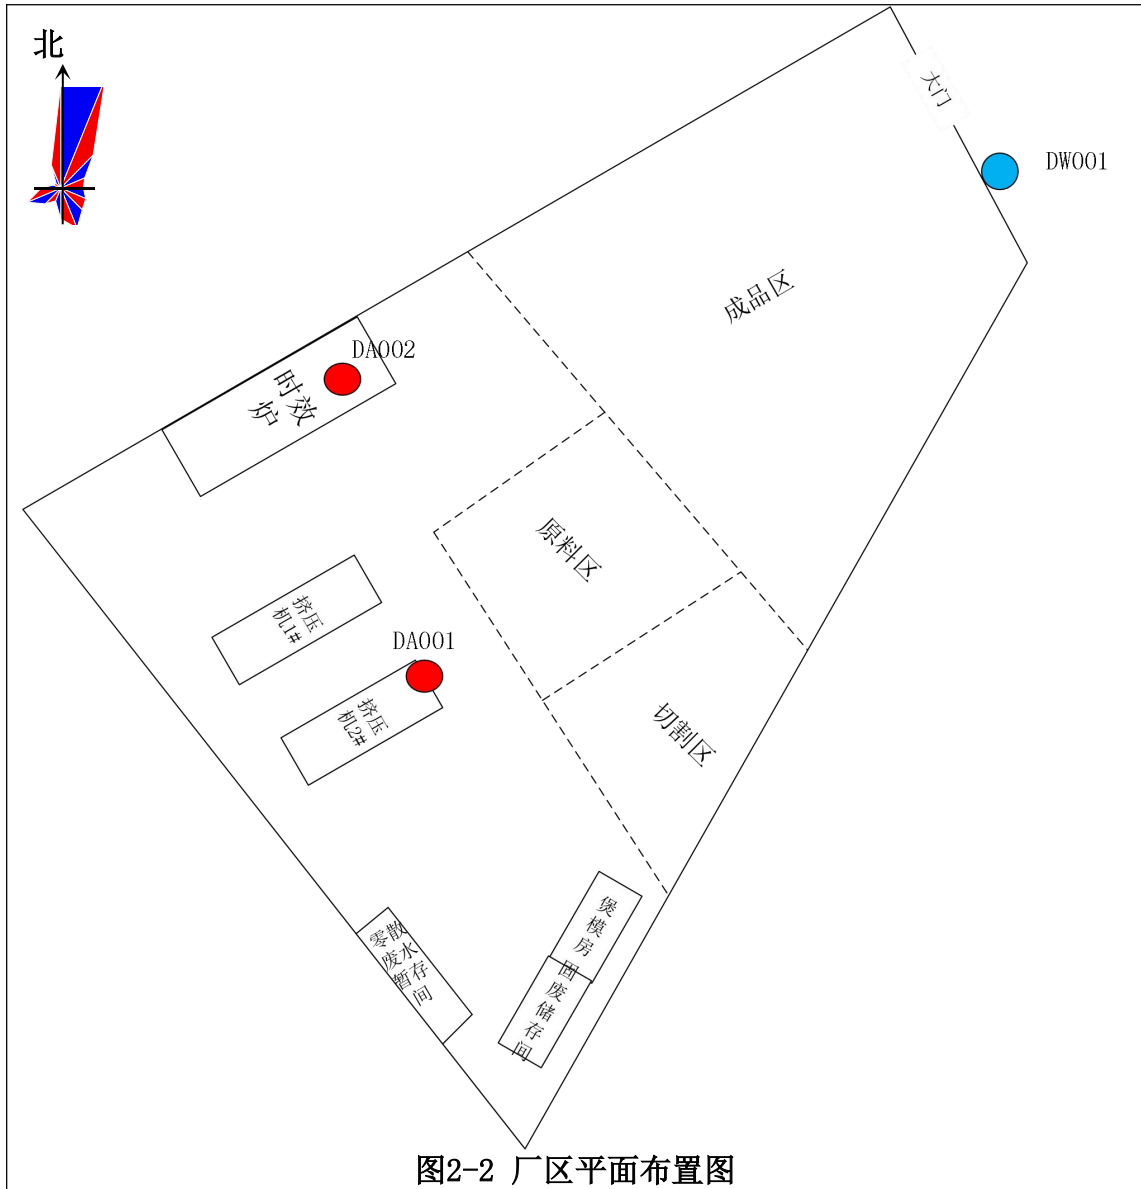 北
大门
DW001
成品区
DA002
时效
炉
原料区
挤压
机1#
DA001
挤压
机2#
切割区
煲模房
零散
废水
暂存
间
固废储存间
图2-2 厂区平面布置图